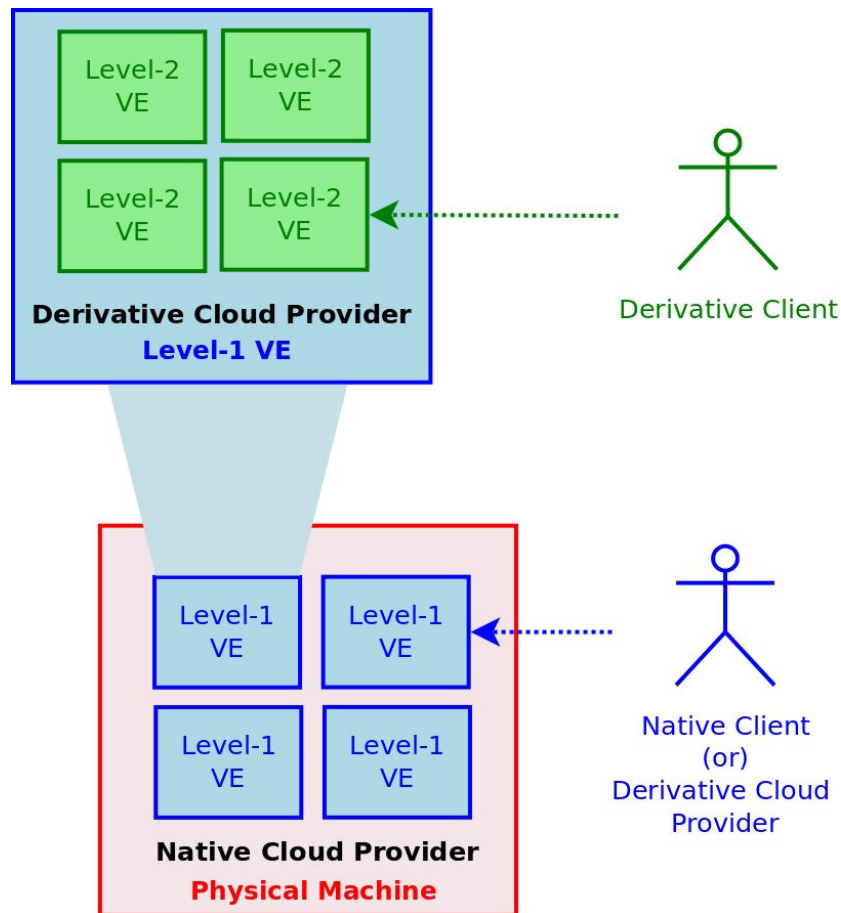 Level-2
VE
Level-2
VE
Level-2
VE
Level-2
VE
Derivative Cloud Provider
Level-1 VE
Derivative Client
Level-1
VE
Level-1
VE
Level-1
VE
Level-1
VE
Native Cloud Provider
Physical Machine
Native Client
(or)
Derivative Cloud
Provider